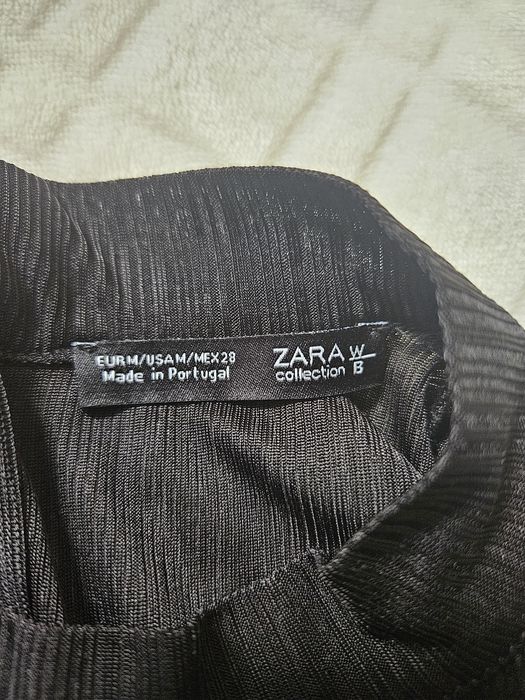 EUR M/USA M/MEX 28
Made in Portugal
ZARA W/B
collection